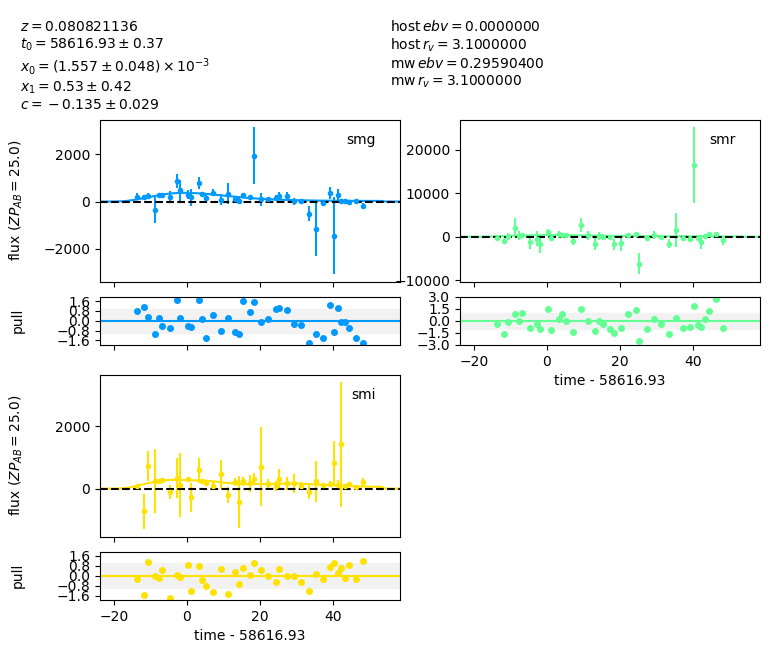 z = 0.080821136
t₀ = 58616.93 ± 0.37
x₀ = (1.557 ± 0.048) × 10⁻³
x₁ = 0.53 ± 0.42
c = −0.135 ± 0.029
host ebv = 0.0000000
host r_v = 3.1000000
mw ebv = 0.29590400
mw r_v = 3.1000000
smg
flux (ZP_AB = 25.0)
2000
0
−2000
smr
20000
10000
0
−10000
pull
1.6
0.8
0.0
−0.8
−1.6
3.0
1.5
0.0
−1.5
−3.0
−20 0 20 40
time - 58616.93
smi
flux (ZP_AB = 25.0)
2000
0
pull
1.6
0.8
0.0
−0.8
−1.6
−20 0 20 40
time - 58616.93